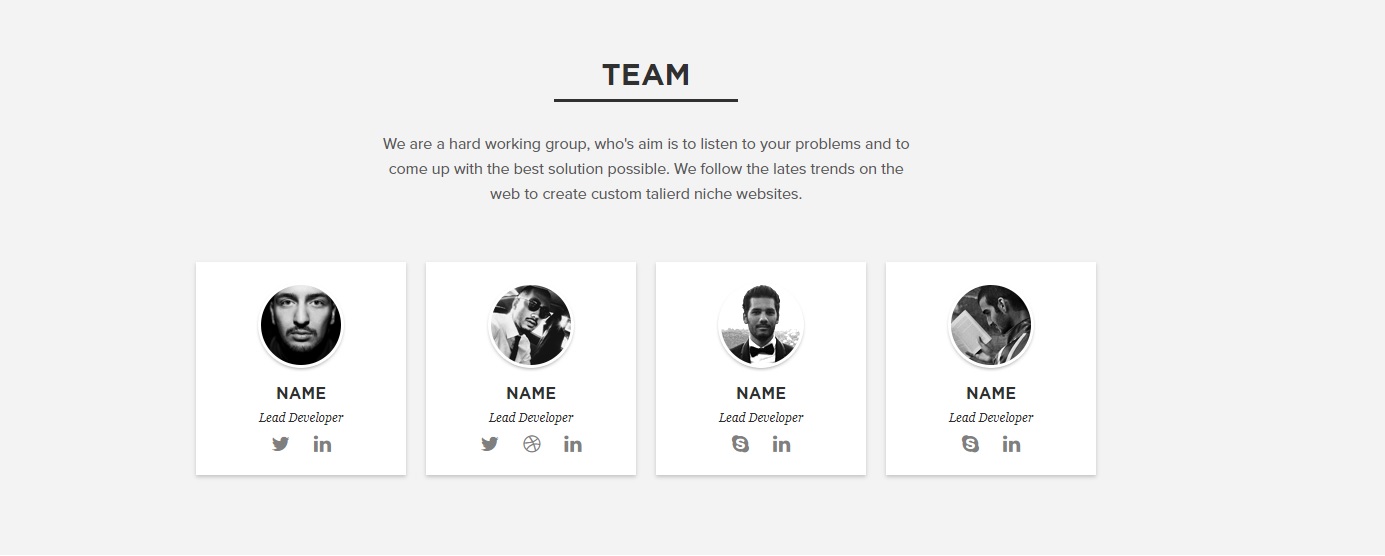 TEAM
We are a hard working group, who's aim is to listen to your problems and to
come up with the best solution possible. We follow the lates trends on the
web to create custom talierd niche websites.
NAME
Lead Developer
NAME
Lead Developer
NAME
Lead Developer
NAME
Lead Developer